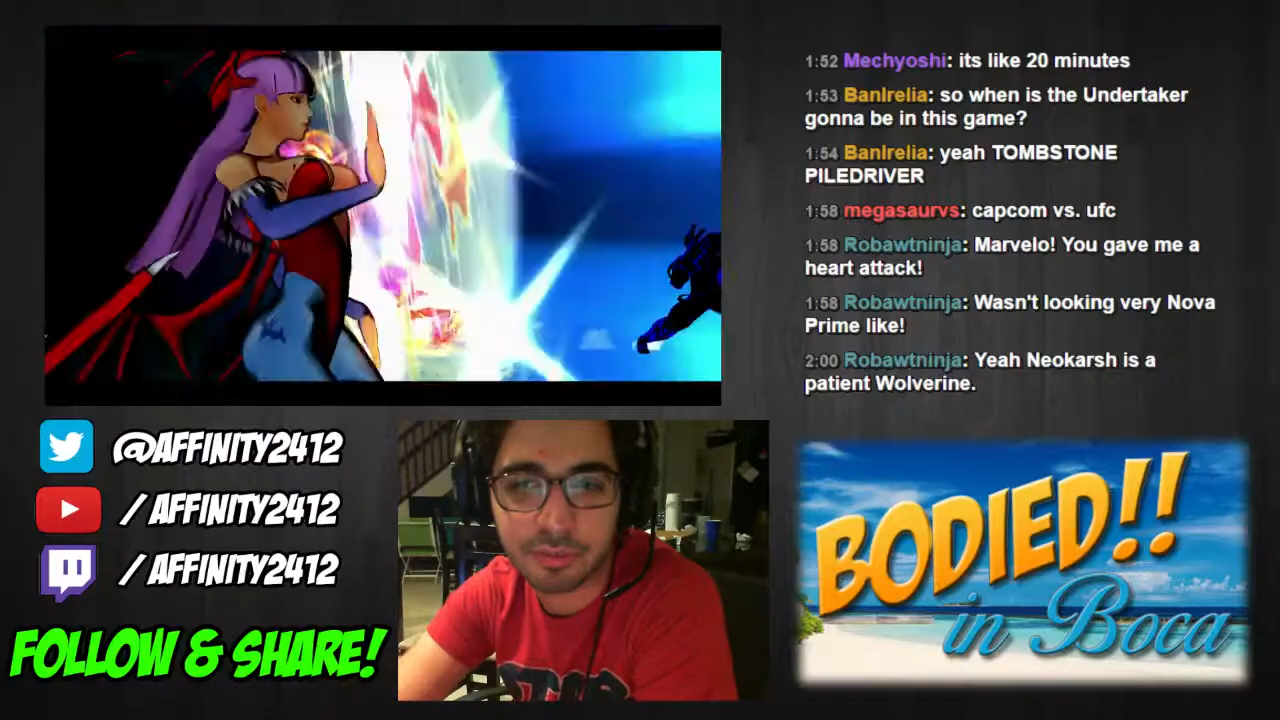 1:52 Mechyoshi: its like 20 minutes
1:53 BanIrelia: so when is the Undertaker
gonna be in this game?
1:54 BanIrelia: yeah TOMBSTONE
PILEDRIVER
1:58 megasaurvs: capcom vs. ufc
1:58 Robawtninja: Marvelo! You gave me a
heart attack!
1:58 Robawtninja: Wasn't looking very Nova
Prime like!
2:00 Robawtninja: Yeah Neokarsh is a
patient Wolverine.
@AFFINITY2412
/ AFFINITY2412
/ AFFINITY2412
FOLLOW & SHARE!
BODIED!!
in Boca